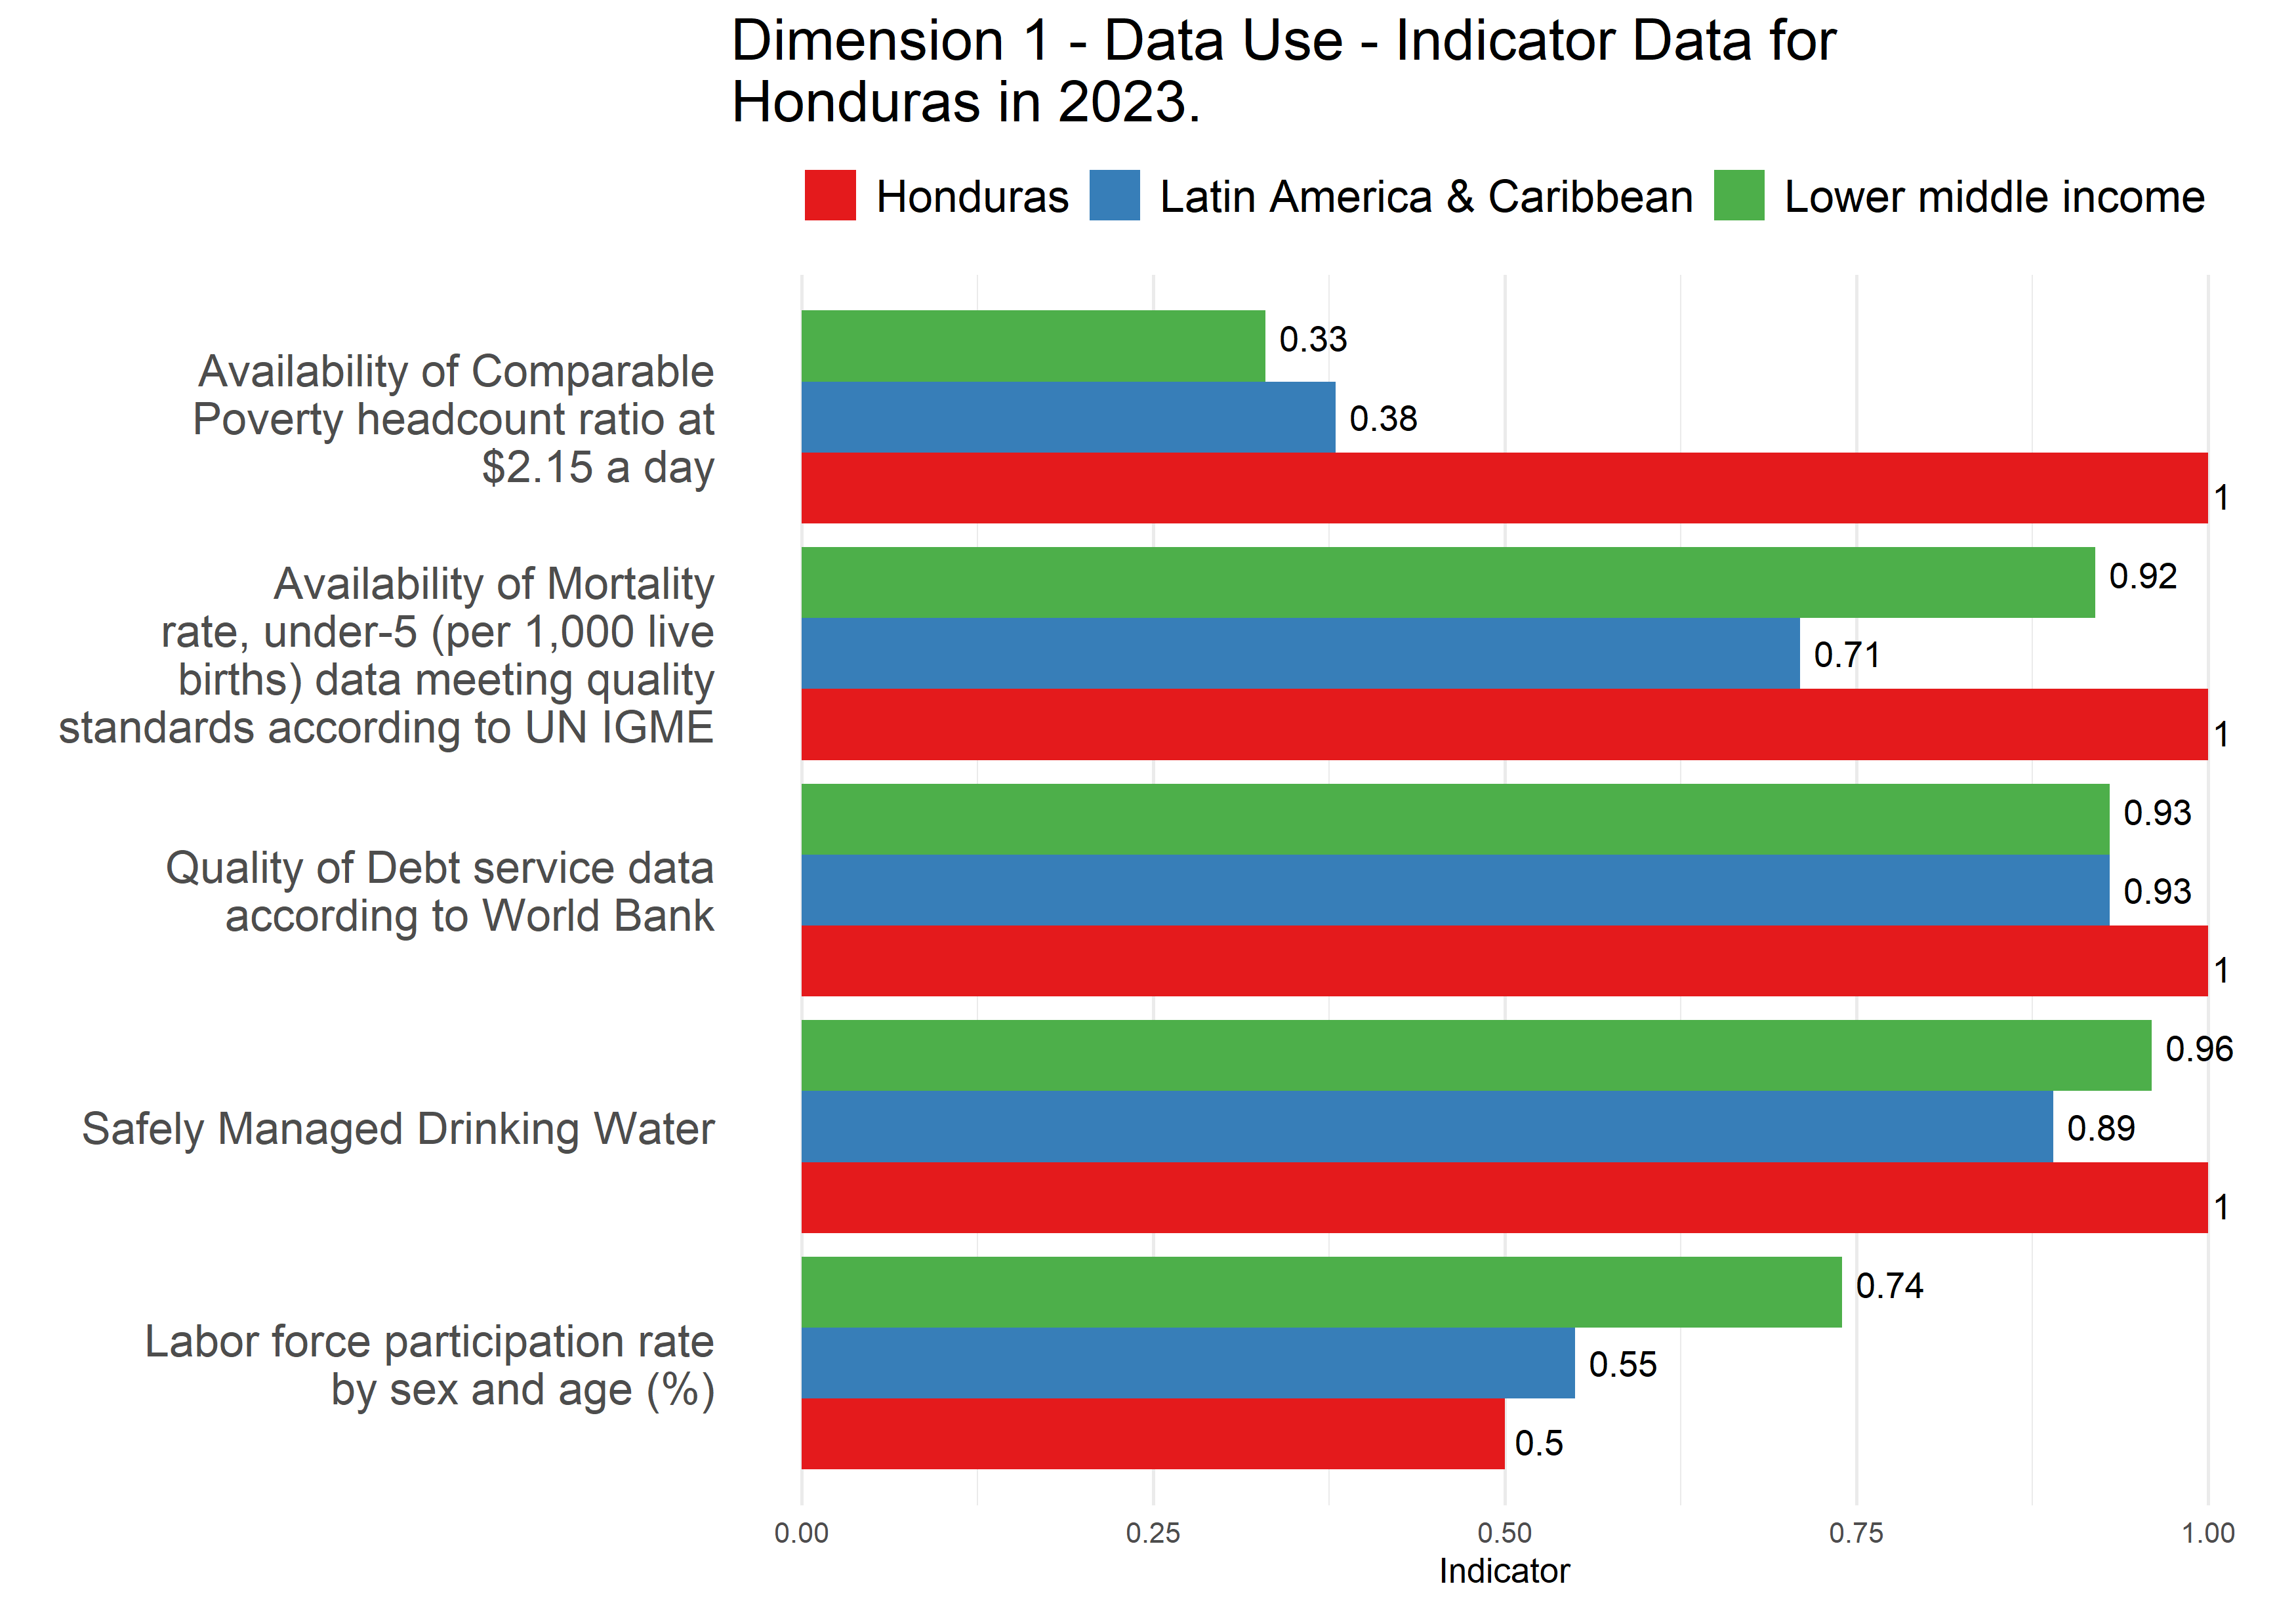 Dimension 1 - Data Use - Indicator Data for
Honduras in 2023.
Honduras Latin America & Caribbean Lower middle income
Availability of Comparable
Poverty headcount ratio at
$2.15 a day
0.33
0.38
1
Availability of Mortality
rate, under-5 (per 1,000 live
births) data meeting quality
standards according to UN IGME
0.92
0.71
1
Quality of Debt service data
according to World Bank
0.93
0.93
1
Safely Managed Drinking Water
0.96
0.89
1
Labor force participation rate
by sex and age (%)
0.74
0.55
0.5
0.00 0.25 0.50 0.75 1.00
Indicator